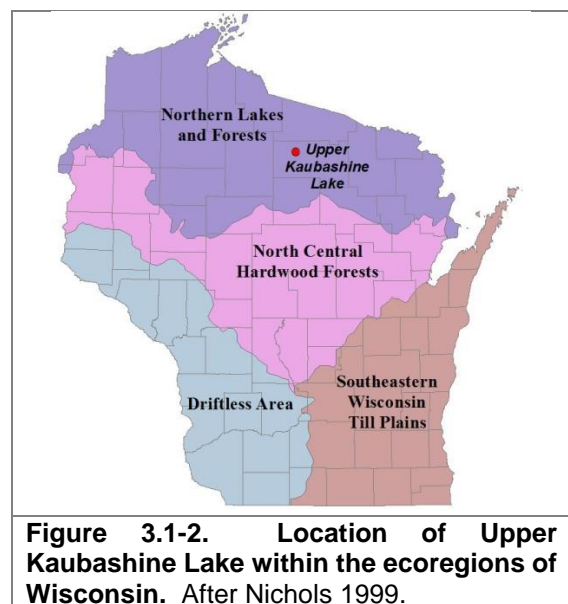 Northern Lakes
and Forests
Upper
Kaubashine
Lake
North Central
Hardwood Forests
Driftless Area
Southeastern
Wisconsin
Till Plains
Figure 3.1-2. Location of Upper
Kaubashine Lake within the ecoregions of
Wisconsin. After Nichols 1999.